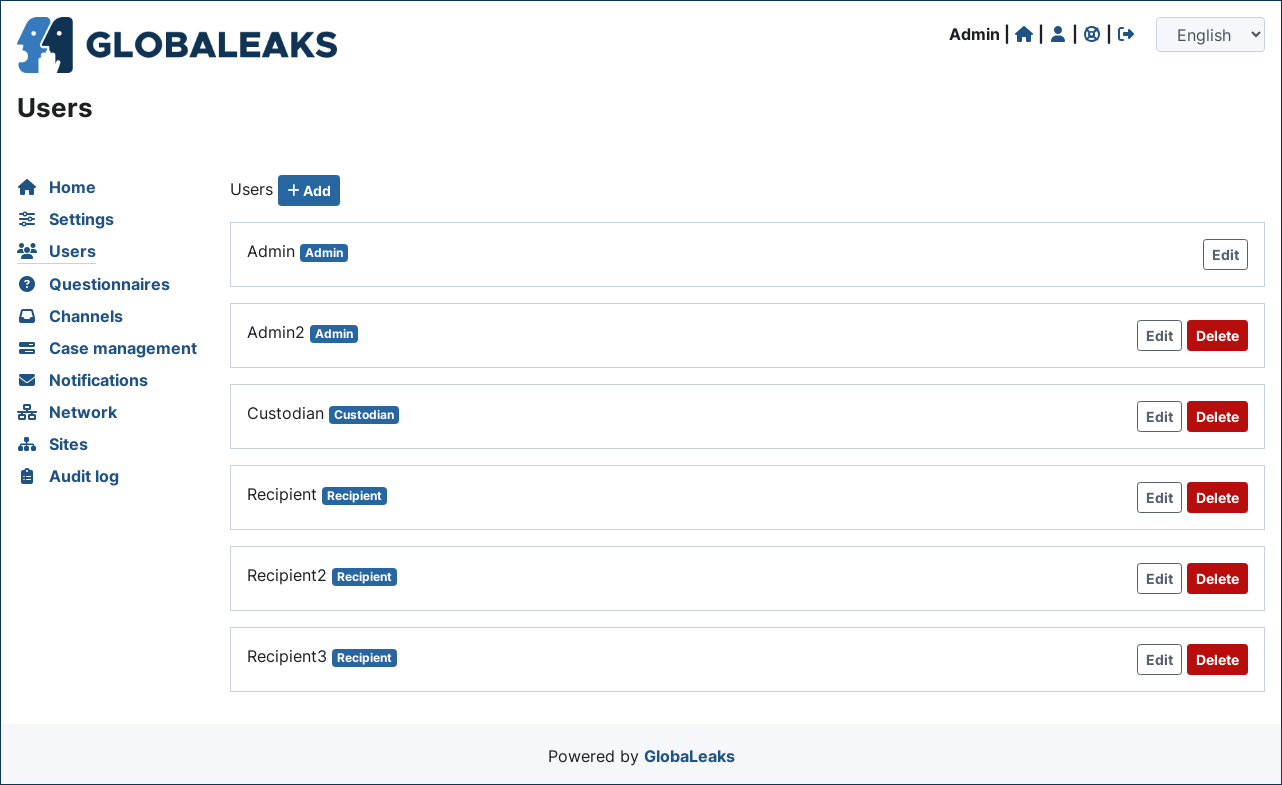 GLOBALEAKS
Admin | | | |
English
Users
Home
Settings
Users
Questionnaires
Channels
Case management
Notifications
Network
Sites
Audit log
Users + Add
Admin Admin Edit
Admin2 Admin Edit Delete
Custodian Custodian Edit Delete
Recipient Recipient Edit Delete
Recipient2 Recipient Edit Delete
Recipient3 Recipient Edit Delete
Powered by GlobaLeaks